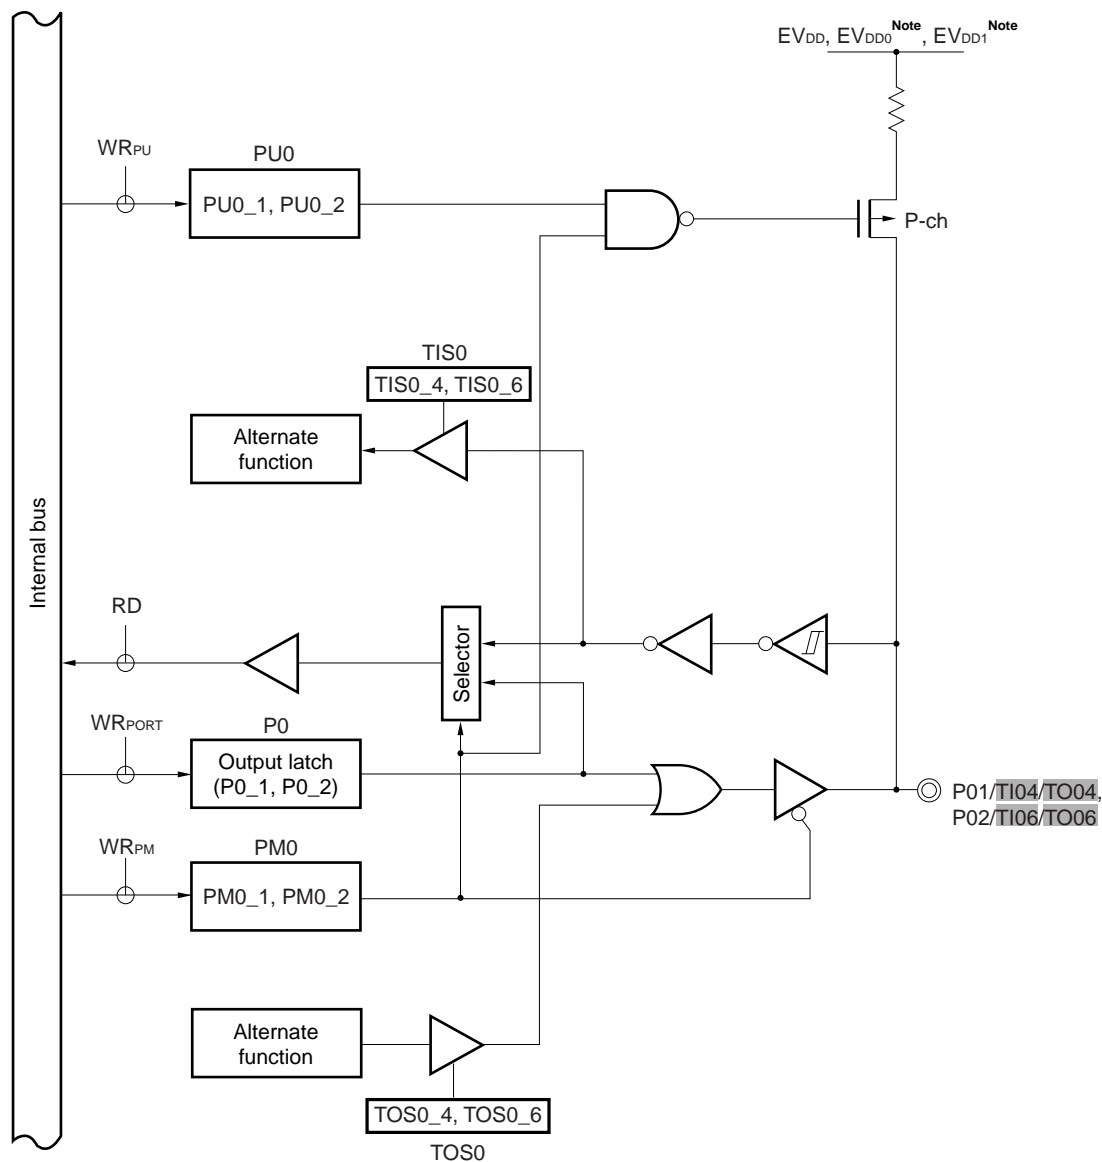 EVDD, EVDD0Note, EVDD1Note
WRPU
PU0
PU0_1, PU0_2
P-ch
TIS0
TIS0_4, TIS0_6
Alternate
function
Internal bus
RD
Selector
WRPORT
P0
Output latch
(P0_1, P0_2)
P01/TI04/TO04,
P02/TI06/TO06
WRPM
PM0
PM0_1, PM0_2
Alternate
function
TOS0_4, TOS0_6
TOS0